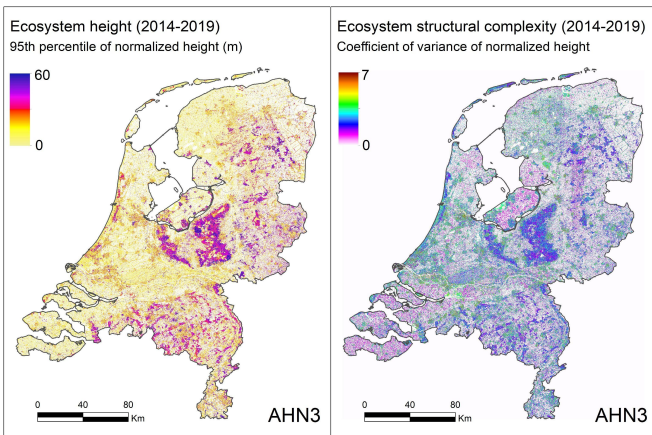 Ecosystem height (2014-2019)
95th percentile of normalized height (m)
60
0
0 40 80
Km
AHN3
Ecosystem structural complexity (2014-2019)
Coefficient of variance of normalized height
7
0
0 40 80
Km
AHN3